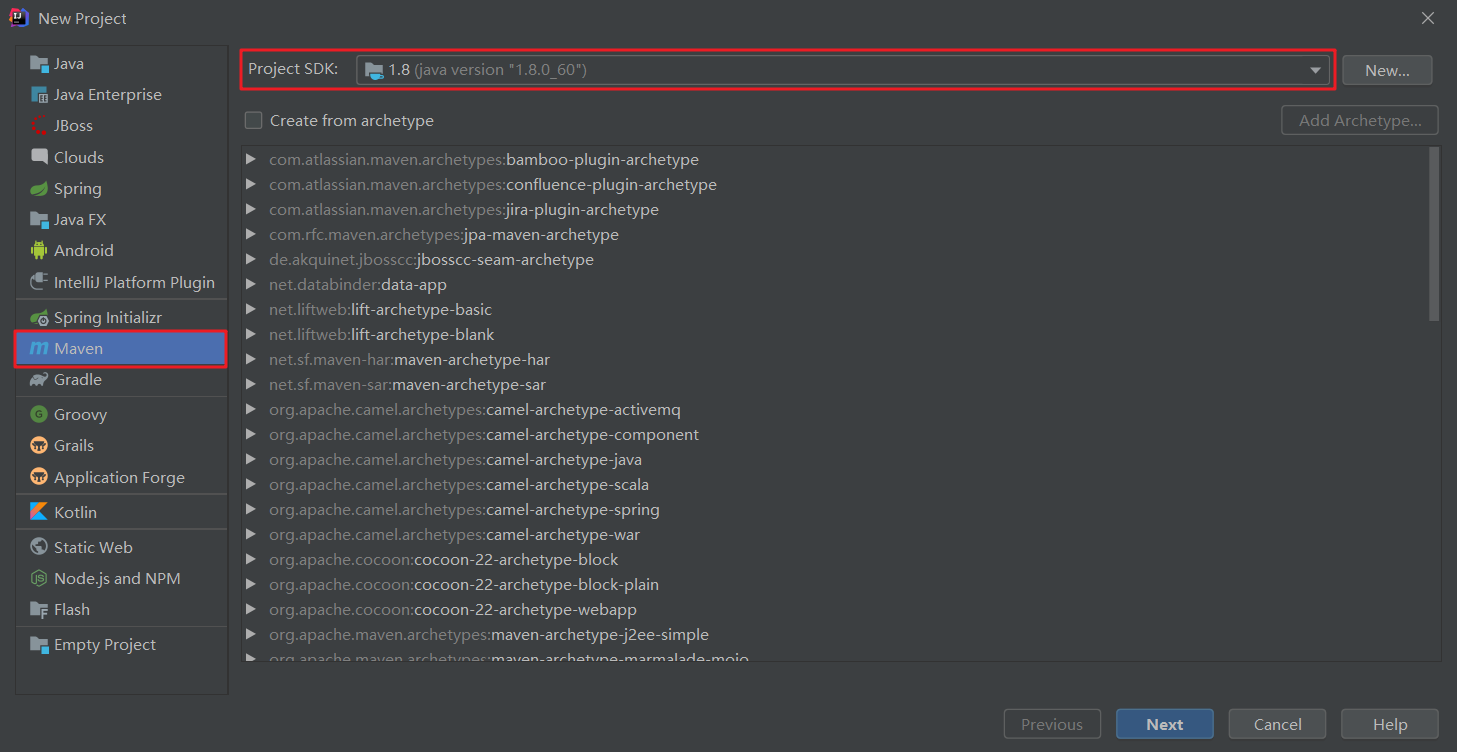 New Project
Java
Java Enterprise
JBoss
Clouds
Spring
Java FX
Android
IntelliJ Platform Plugin
Spring Initializr
Maven
Gradle
Groovy
Grails
Application Forge
Kotlin
Static Web
Node.js and NPM
Flash
Empty Project
Project SDK: 1.8 (java version "1.8.0_60") New...
Create from archetype Add Archetype...
com.atlassian.maven.archetypes:bamboo-plugin-archetype
com.atlassian.maven.archetypes:confluence-plugin-archetype
com.atlassian.maven.archetypes:jira-plugin-archetype
com.rfc.maven.archetypes:jpa-maven-archetype
de.akquinet.jbosscc:jbosscc-seam-archetype
net.databinder:data-app
net.liftweb:lift-archetype-basic
net.liftweb:lift-archetype-blank
net.sf.maven-har:maven-archetype-har
net.sf.maven-sar:maven-archetype-sar
org.apache.camel.archetypes:camel-archetype-activemq
org.apache.camel.archetypes:camel-archetype-component
org.apache.camel.archetypes:camel-archetype-java
org.apache.camel.archetypes:camel-archetype-scala
org.apache.camel.archetypes:camel-archetype-spring
org.apache.camel.archetypes:camel-archetype-war
org.apache.cocoon:cocoon-22-archetype-block
org.apache.cocoon:cocoon-22-archetype-block-plain
org.apache.cocoon:cocoon-22-archetype-webapp
org.apache.maven.archetypes:maven-archetype-j2ee-simple
org.apache.maven.archetypes:maven-archetype-marmalade-mojo
Previous Next Cancel Help